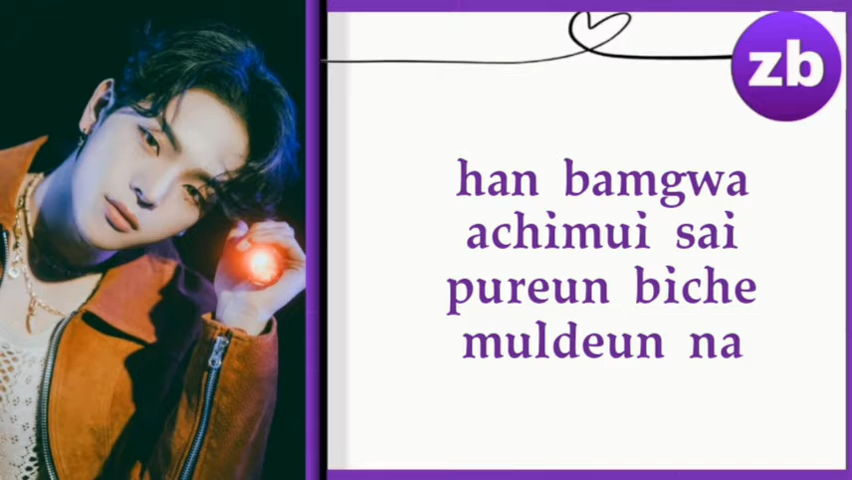 zb
han bamgwa
achimui sai
pureun biche
muldeun na